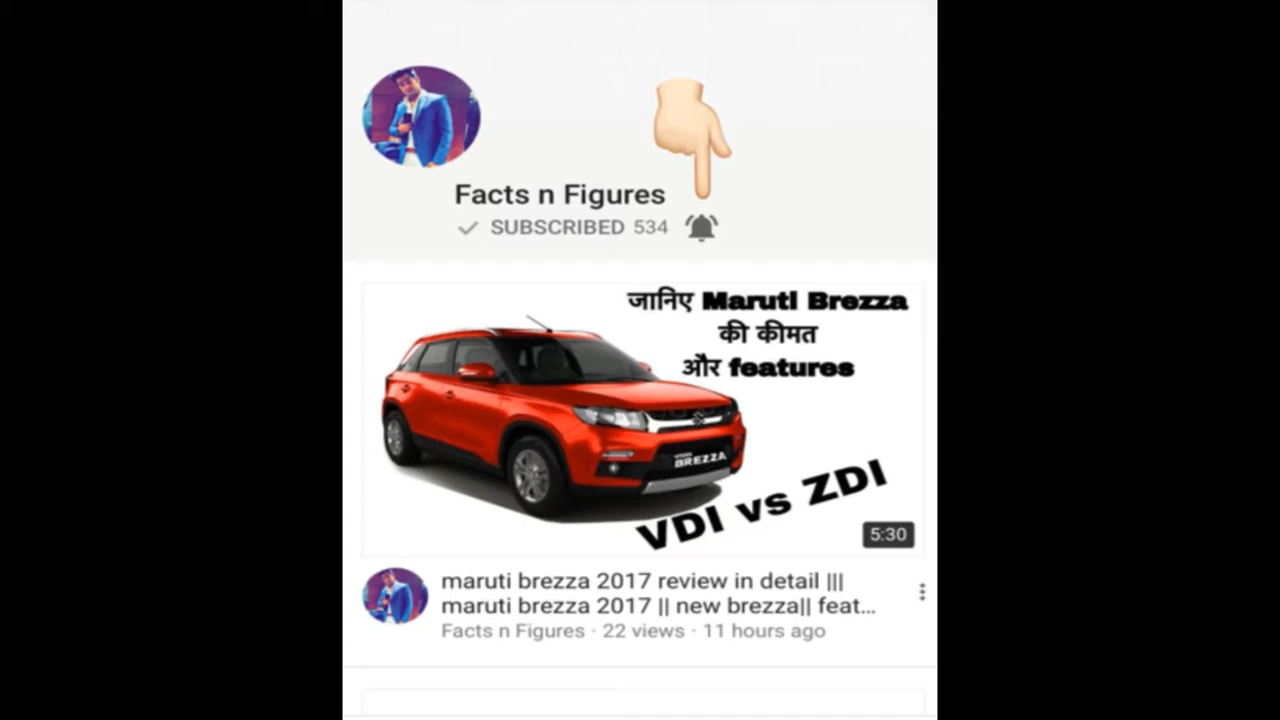 Facts n Figures
SUBSCRIBED 534
जानिए Maruti Brezza
की कीमत
और features
BREZZA
VDI vs ZDI
5:30
maruti brezza 2017 review in detail |||
maruti brezza 2017 || new brezza|| feat...
Facts n Figures · 22 views · 11 hours ago